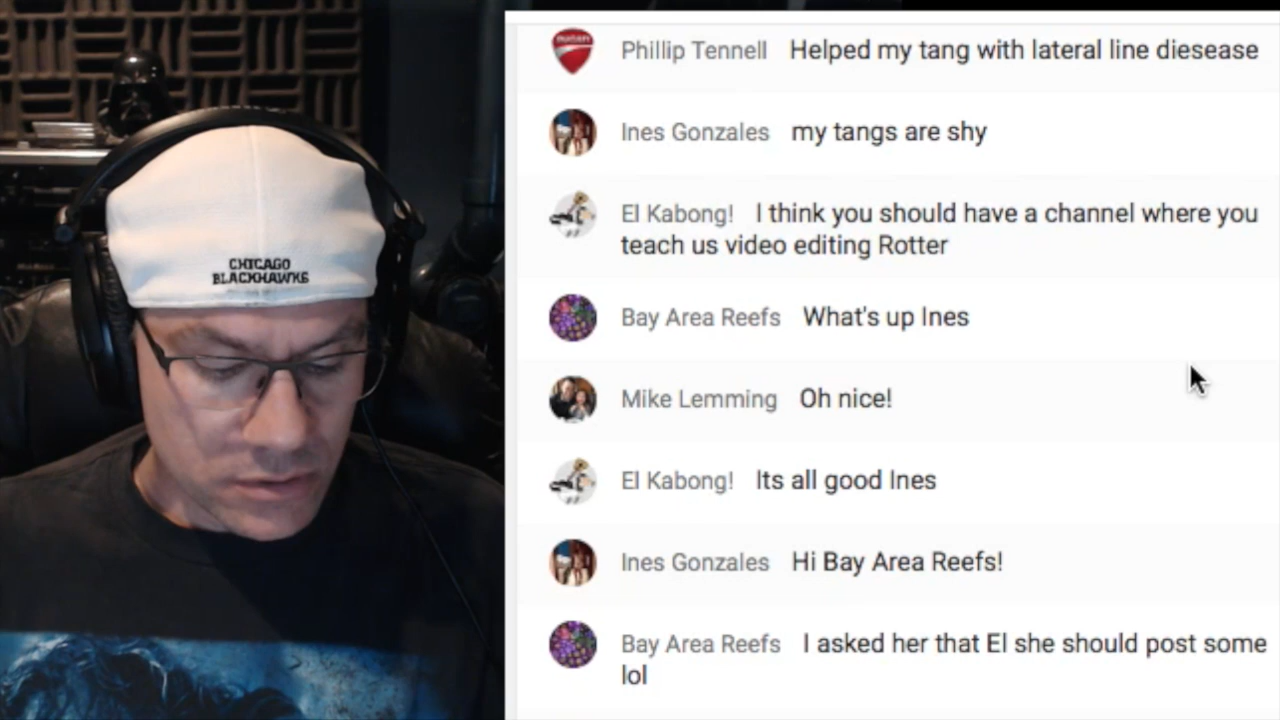 Phillip Tennell Helped my tang with lateral line diesease
Ines Gonzales my tangs are shy
El Kabong! I think you should have a channel where you
teach us video editing Rotter
Bay Area Reefs What's up Ines
Mike Lemming Oh nice!
El Kabong! Its all good Ines
Ines Gonzales Hi Bay Area Reefs!
Bay Area Reefs I asked her that El she should post some
lol
CHICAGO
BLACKHAWKS